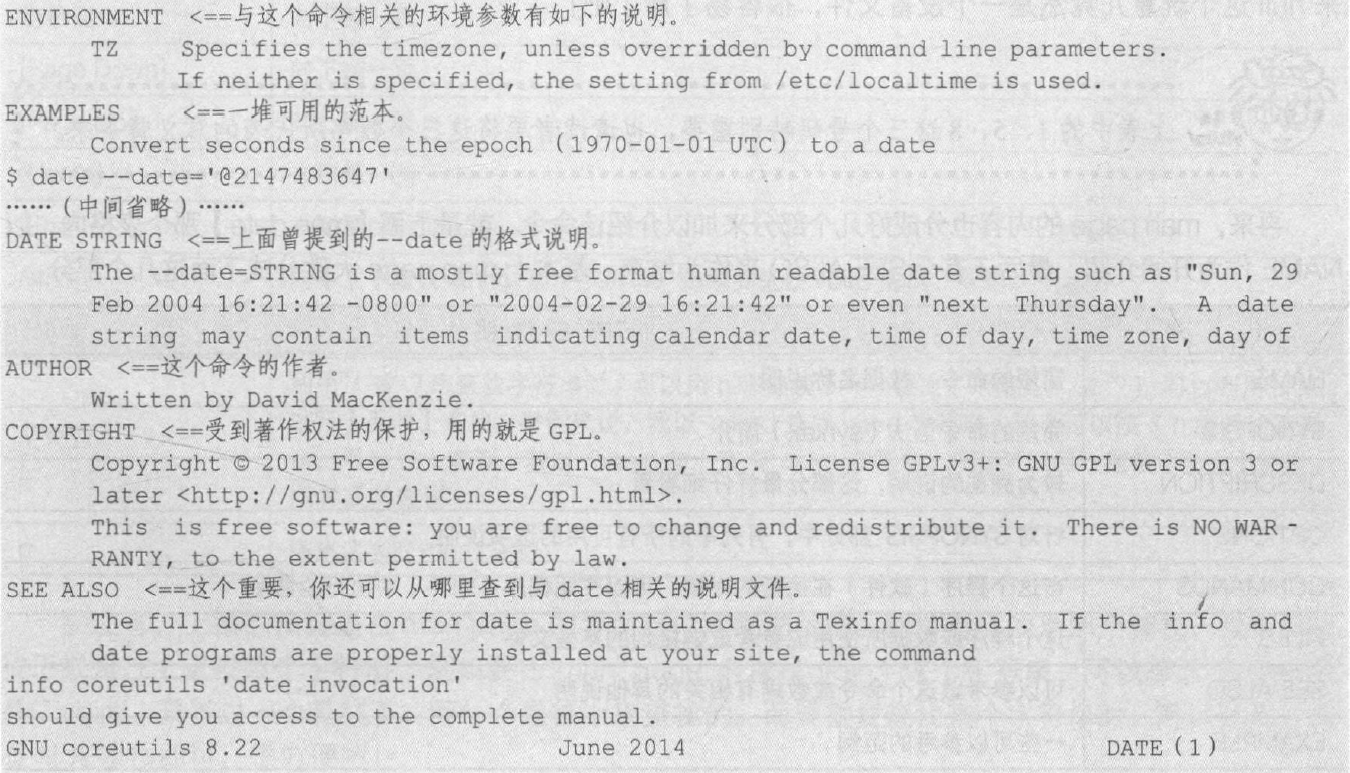 ENVIRONMENT <==与这个命令相关的环境参数有如下的说明。
TZ Specifies the timezone, unless overridden by command line parameters.
If neither is specified, the setting from /etc/localtime is used.
EXAMPLES <==一堆可用的范本。
Convert seconds since the epoch (1970-01-01 UTC) to a date
$ date --date='@2147483647'
……(中间省略)……
DATE STRING <==上面曾提到的--date 的格式说明。
The --date=STRING is a mostly free format human readable date string such as "Sun, 29
Feb 2004 16:21:42 -0800" or "2004-02-29 16:21:42" or even "next Thursday". A date
string may contain items indicating calendar date, time of day, time zone, day of
AUTHOR <==这个命令的作者。
Written by David MacKenzie.
COPYRIGHT <==受到著作权法的保护，用的就是 GPL。
Copyright © 2013 Free Software Foundation, Inc. License GPLv3+: GNU GPL version 3 or
later <http://gnu.org/licenses/gpl.html>.
This is free software: you are free to change and redistribute it. There is NO WAR-
RANTY, to the extent permitted by law.
SEE ALSO <==这个重要，你还可以从哪里查到与 date 相关的说明文件。
The full documentation for date is maintained as a Texinfo manual. If the info and
date programs are properly installed at your site, the command
info coreutils 'date invocation'
should give you access to the complete manual.
GNU coreutils 8.22 June 2014 DATE(1)